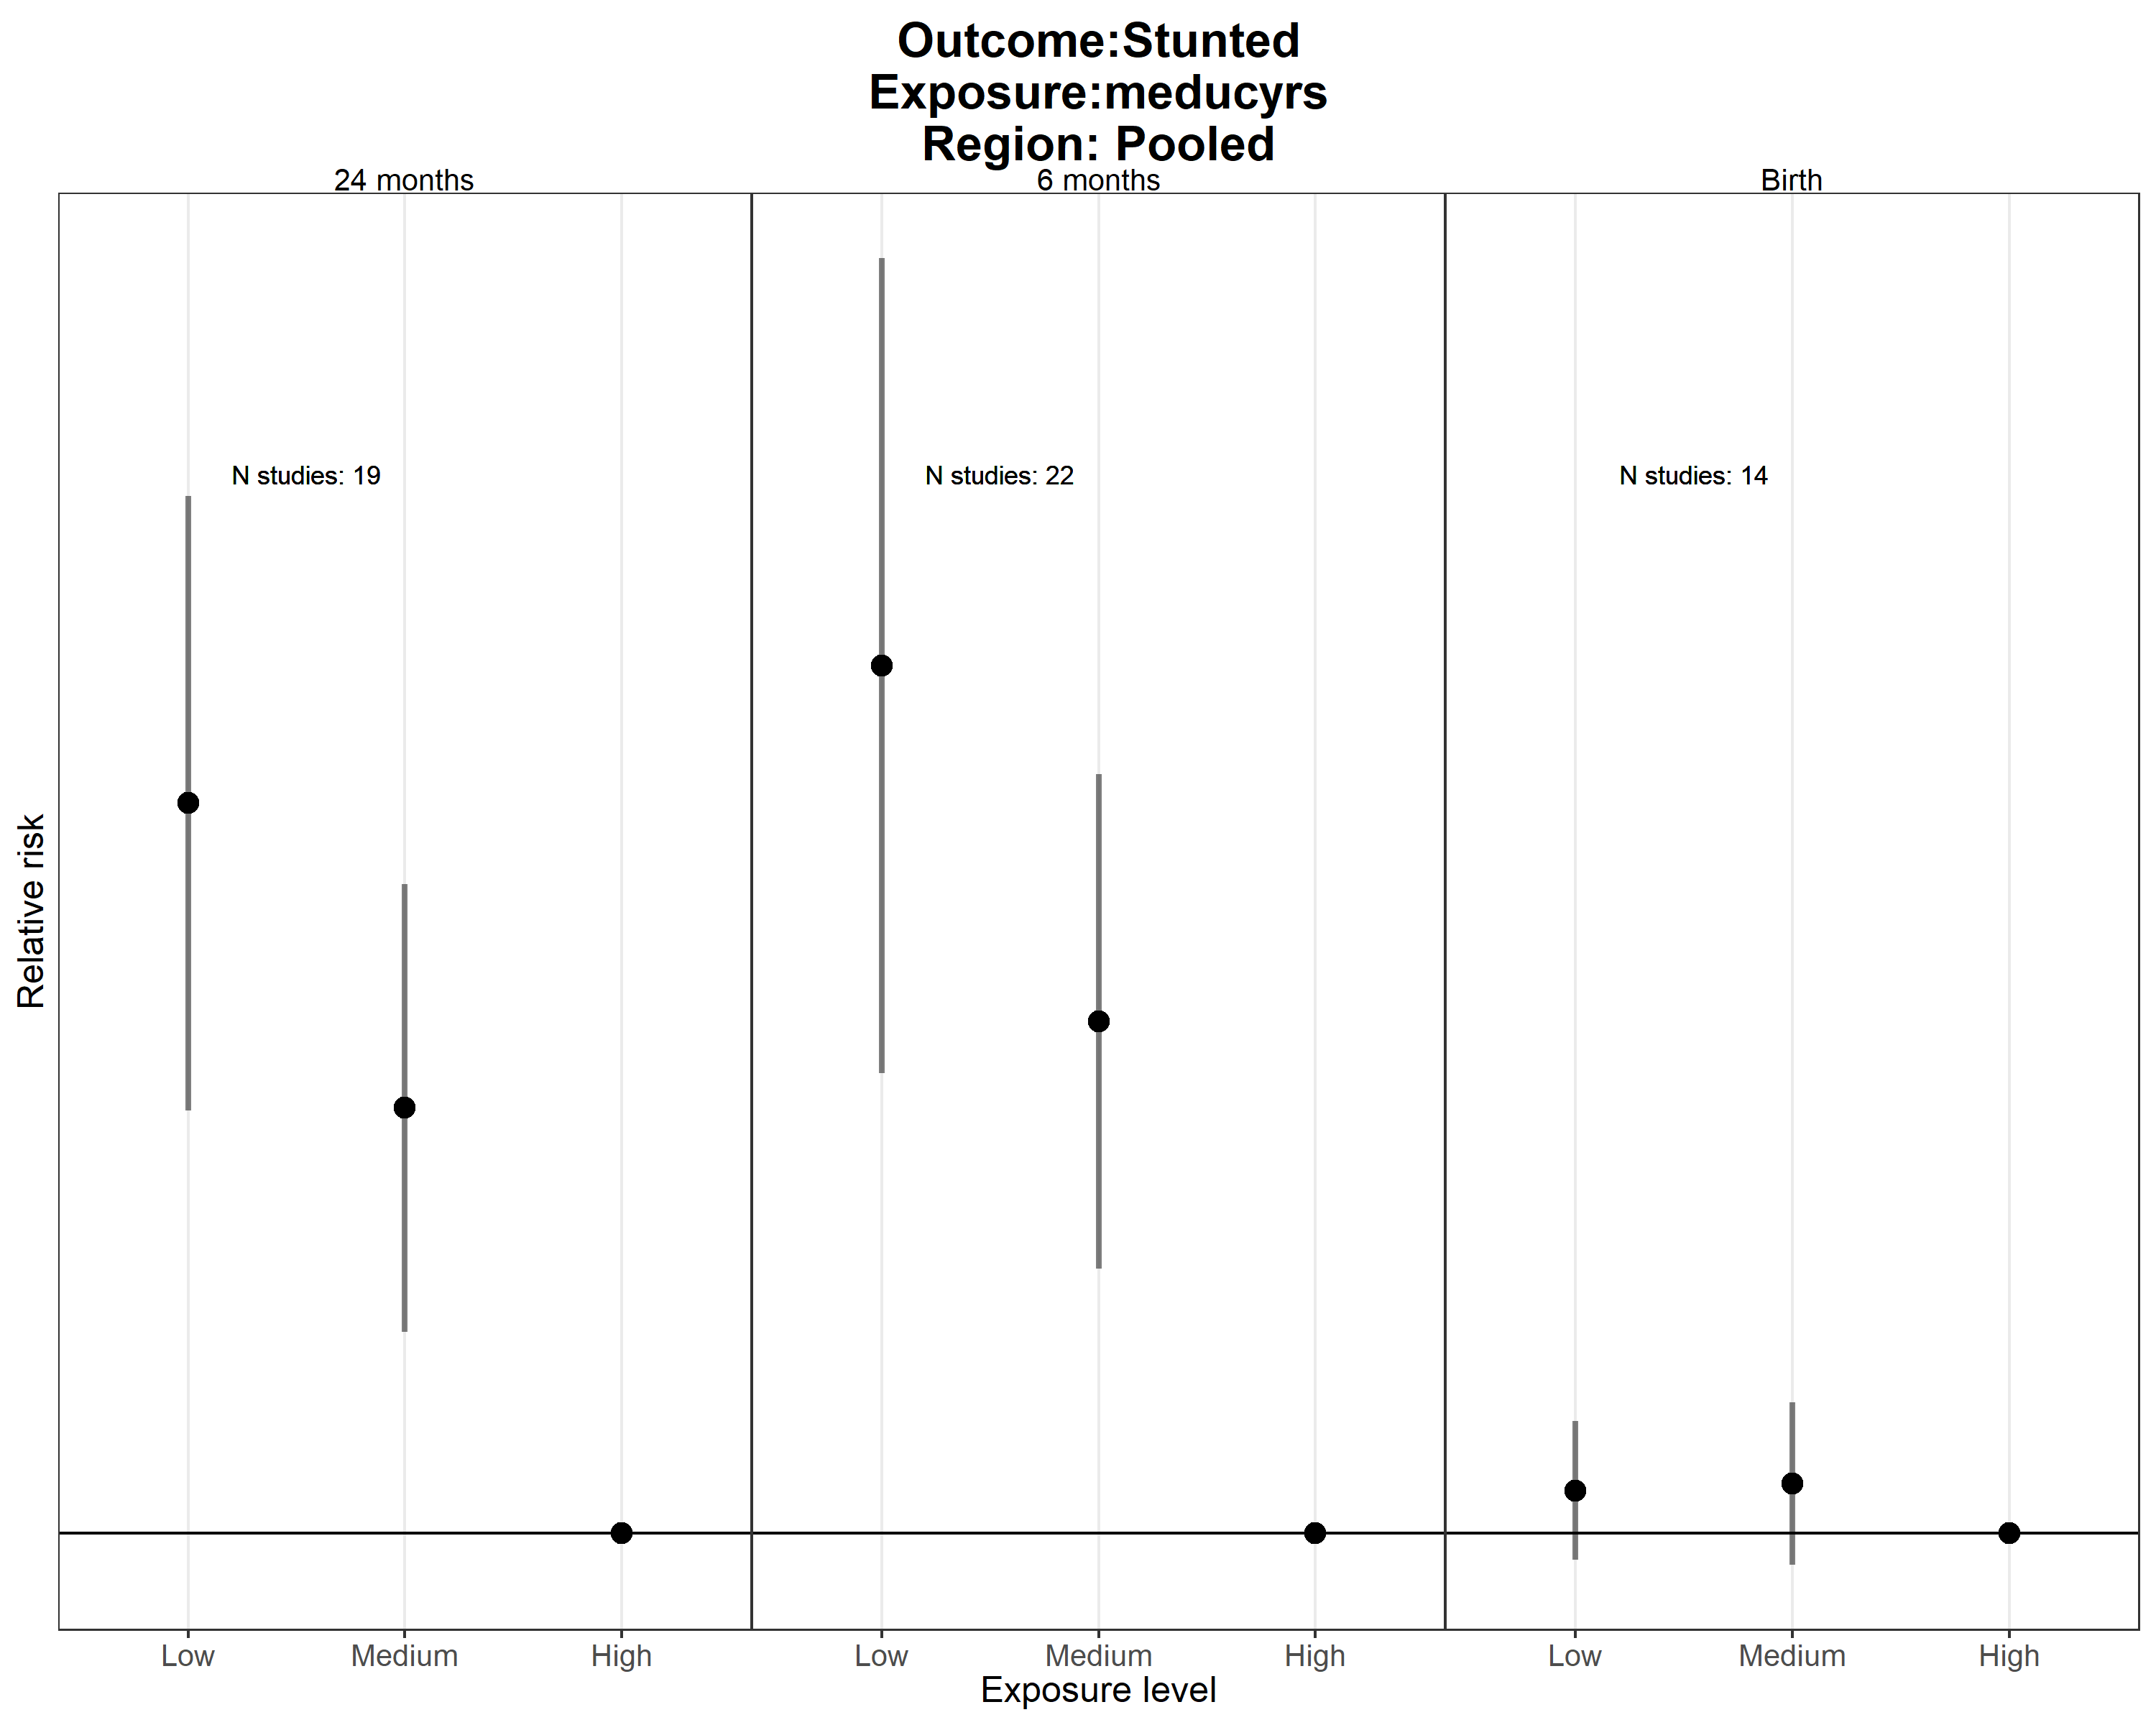 Outcome:Stunted
Exposure:meducyrs
Region: Pooled
24 months
6 months
Birth
N studies: 19
N studies: 22
N studies: 14
Relative risk
Low
Medium
High
Low
Medium
High
Low
Medium
High
Exposure level